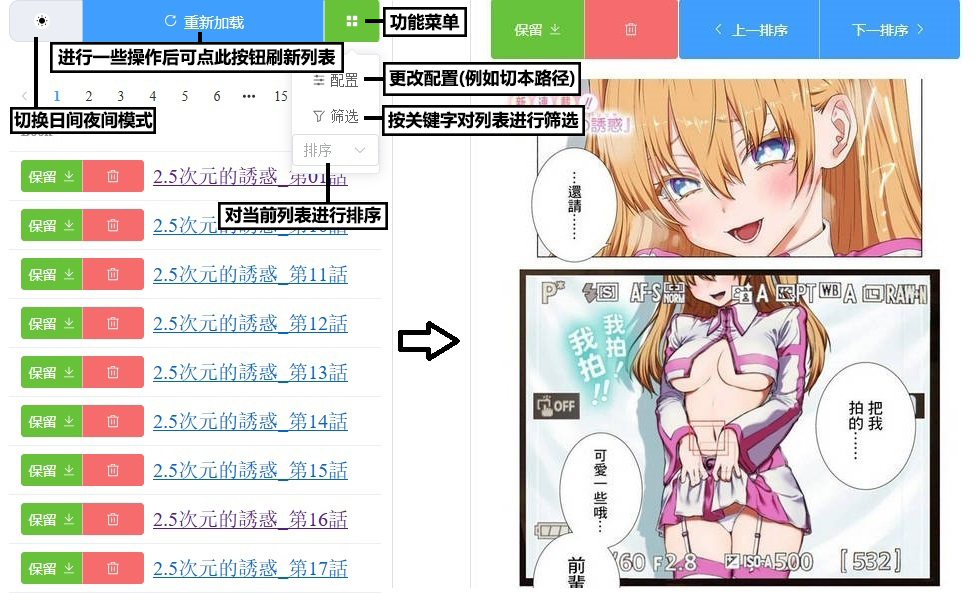 重新加载
功能菜单
进行一些操作后可点此按钮刷新列表
配置
更改配置(例如切本路径)
1 2 3 4 5 6 ••• 15
切换日间夜间模式
筛选
按关键字对列表进行筛选
排序
对当前列表进行排序
保留 2.5次元的誘惑_第01話
保留
保留 2.5次元的誘惑_第11話
保留 2.5次元的誘惑_第12話
保留 2.5次元的誘惑_第13話
保留 2.5次元的誘惑_第14話
保留 2.5次元的誘惑_第15話
保留 2.5次元的誘惑_第16話
保留 2.5次元的誘惑_第17話
保留
上一排序
下一排序
誘惑」
…還請……
P* S AF-S NORM A PT WB A RAW+N
我拍！
我拍!!
OFF
把我
拍的……
可愛一些哦…
前輩
/60 F2.8 ISO-A500 [532]